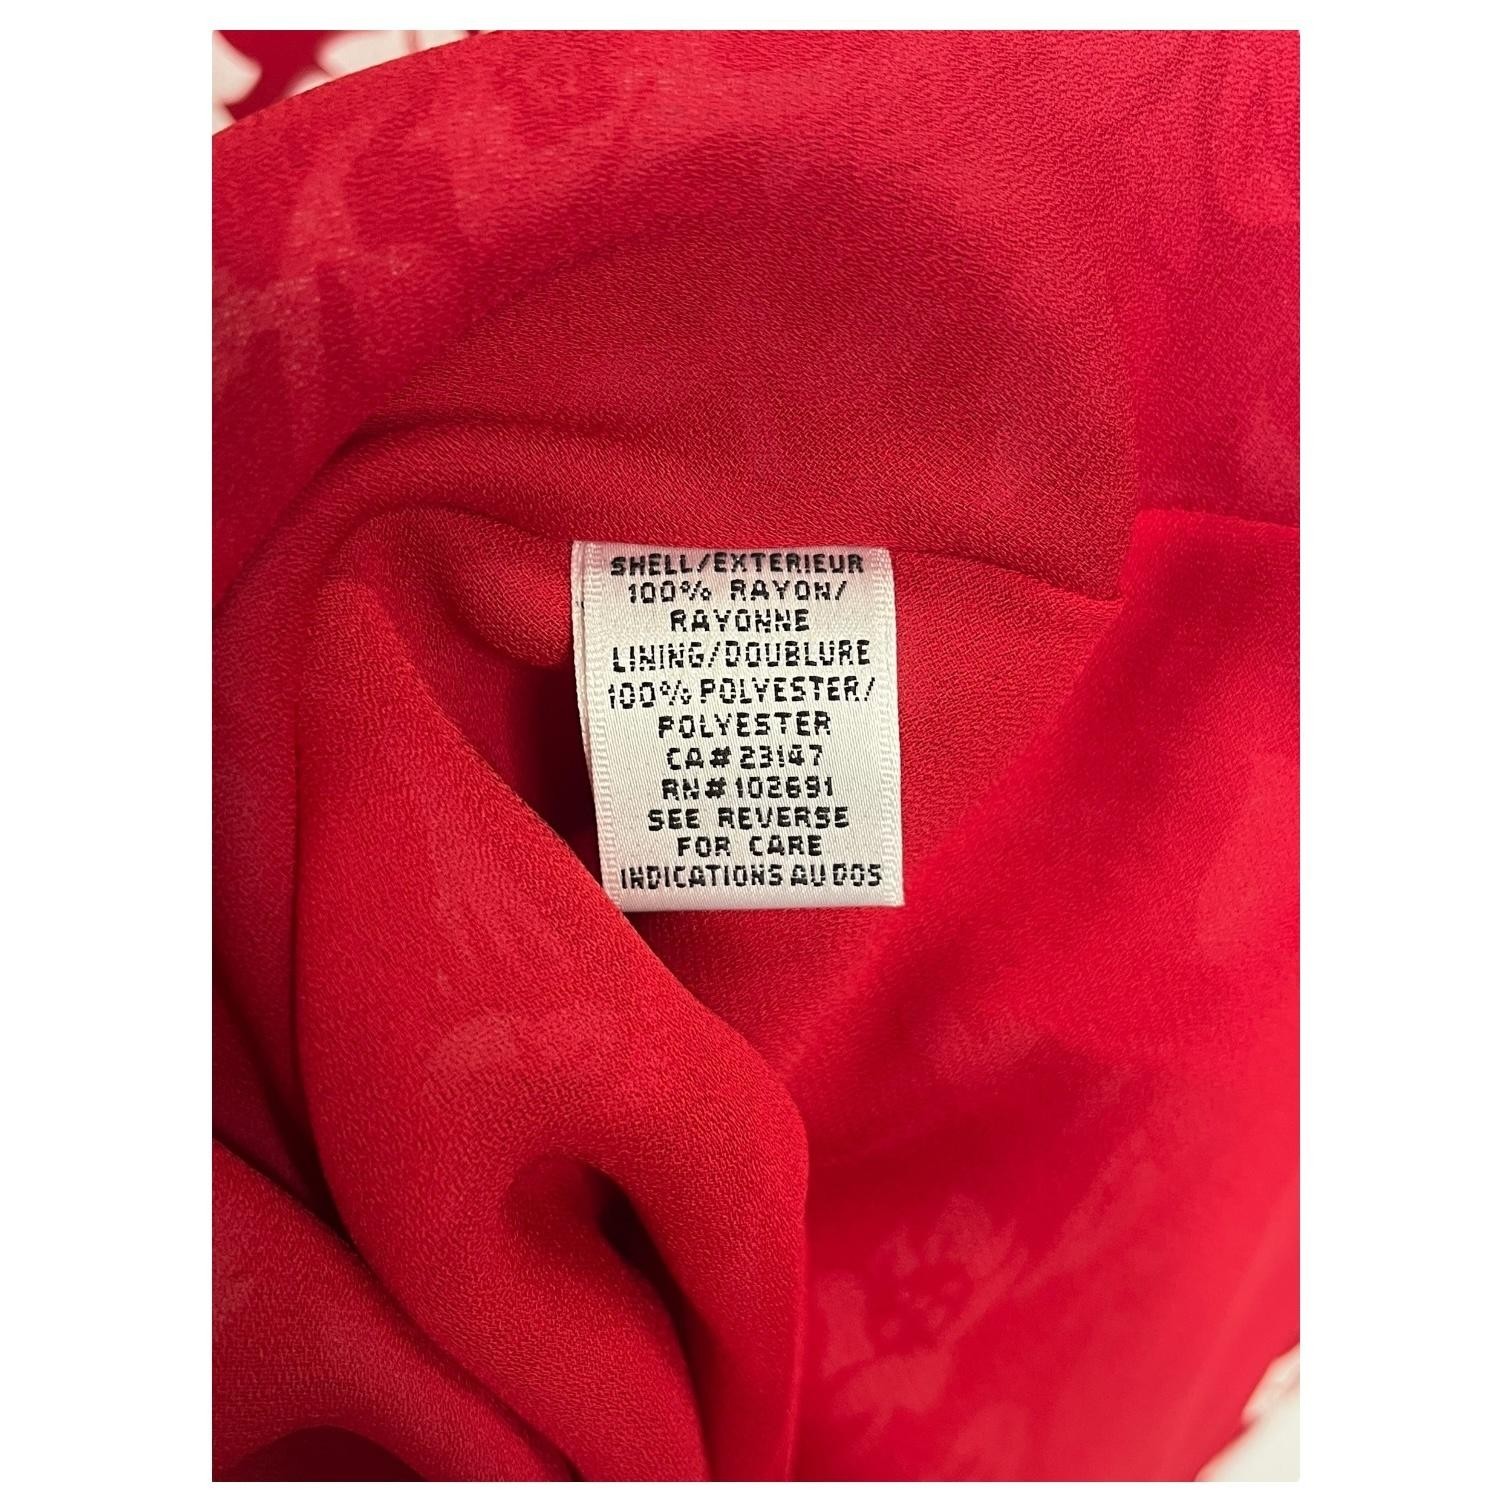 SHELL/EXTERIEUR
100% RAYON/
RAYONNE
LINING/DOUBLURE
100% POLYESTER/
POLYESTER
CA# 23147
RN# 102691
SEE REVERSE
FOR CARE
INDICATIONS AU DOS